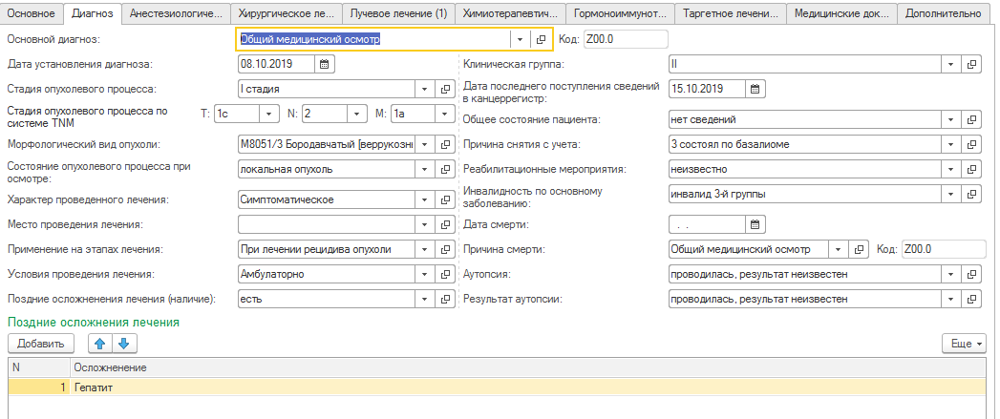 Основное Диагноз Анестезиологиче... Хирургическое ле... Лучевое лечение (1) Химиотерапевтич... Гормоноиммунот... Таргетное лечени... Медицинские док... Дополнительно
Основной диагноз: Общий медицинский осмотр Код: Z00.0
Дата установления диагноза: 08.10.2019 Клиническая группа: II
Стадия опухолевого процесса: I стадия Дата последнего поступления сведений в канцеррегистр: 15.10.2019
Стадия опухолевого процесса по системе TNM T: 1c N: 2 M: 1a Общее состояние пациента: нет сведений
Морфологический вид опухоли: M8051/3 Бородавчатый [веррукозны Причина снятия с учета: 3 состоял по базалиоме
Состояние опухолевого процесса при осмотре: локальная опухоль Реабилитационные мероприятия: неизвестно
Характер проведенного лечения: Симптоматическое Инвалидность по основному заболеванию: инвалид 3-й группы
Место проведения лечения: Дата смерти: . .
Применение на этапах лечения: При лечении рецидива опухоли Причина смерти: Общий медицинский осмотр Код: Z00.0
Условия проведения лечения: Амбулаторно Аутопсия: проводилась, результат неизвестен
Поздние осложненения лечения (наличие): есть Результат аутопсии: проводилась, результат неизвестен
Поздние осложнения лечения
Добавить Еще
N Осложненение
1 Гепатит